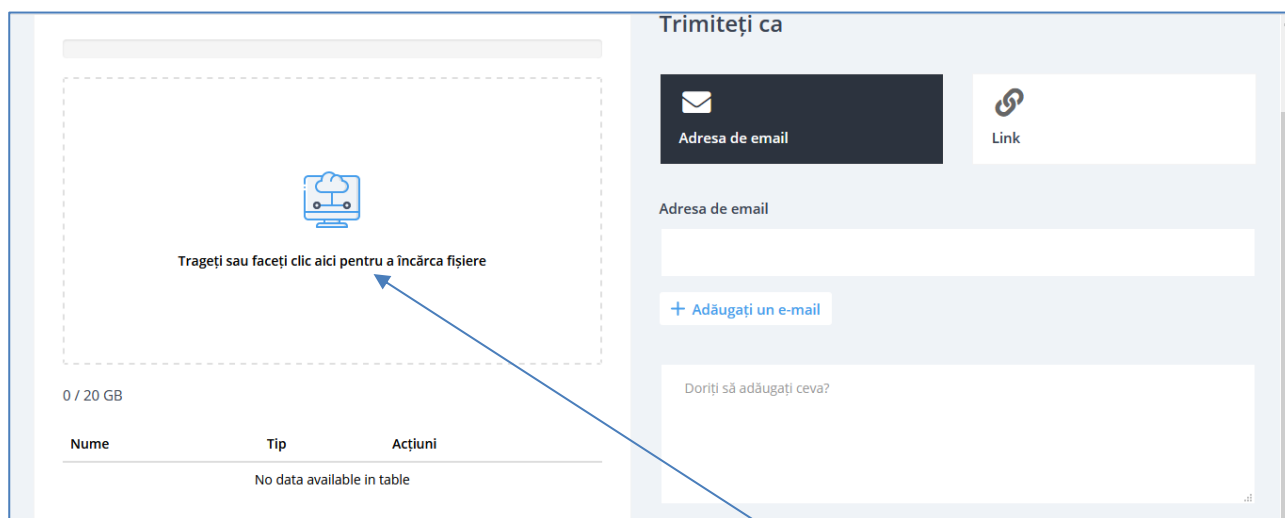 Trimiteți ca
Adresa de email
Link
Trageți sau faceți clic aici pentru a încărca fișiere
Adresa de email
+ Adăugați un e-mail
0 / 20 GB
Doriți să adăugați ceva?
Nume Tip Acțiuni
No data available in table